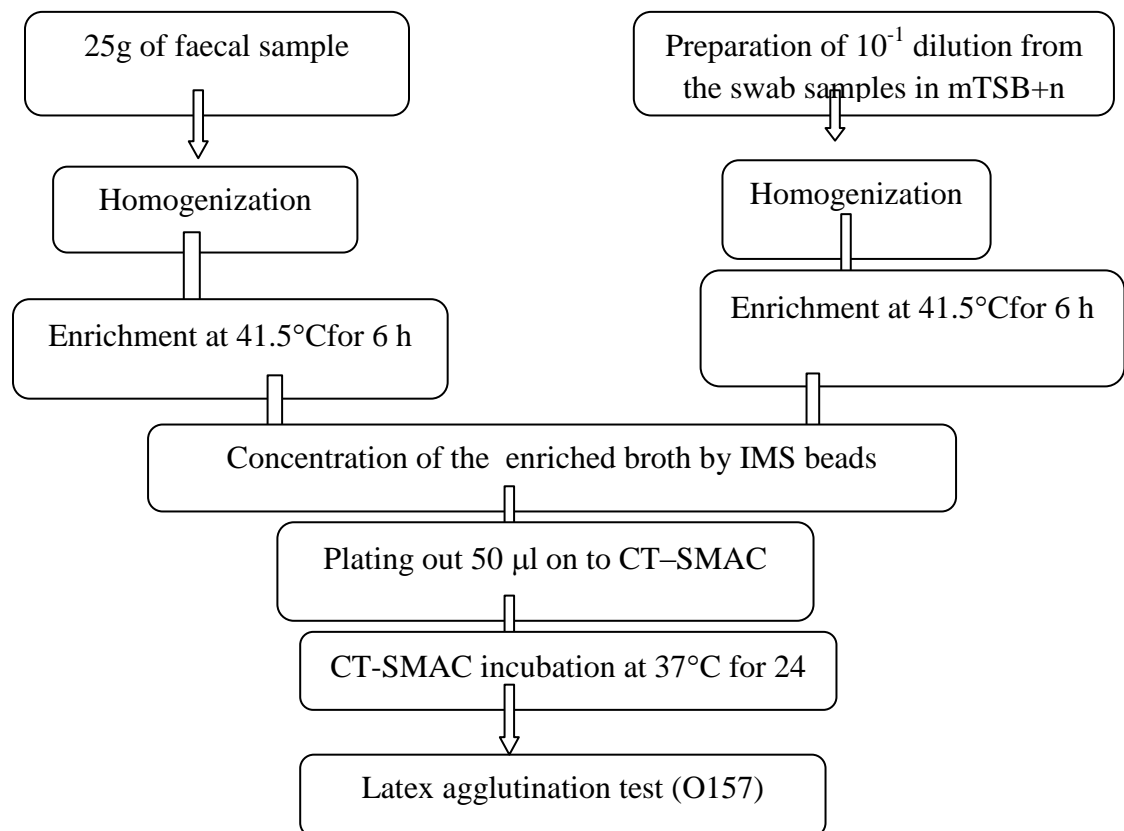 25g of faecal sample
Preparation of 10⁻¹ dilution from
the swab samples in mTSB+n
Homogenization
Homogenization
Enrichment at 41.5°Cfor 6 h
Enrichment at 41.5°Cfor 6 h
Concentration of the enriched broth by IMS beads
Plating out 50 µl on to CT–SMAC
CT-SMAC incubation at 37°C for 24
Latex agglutination test (O157)